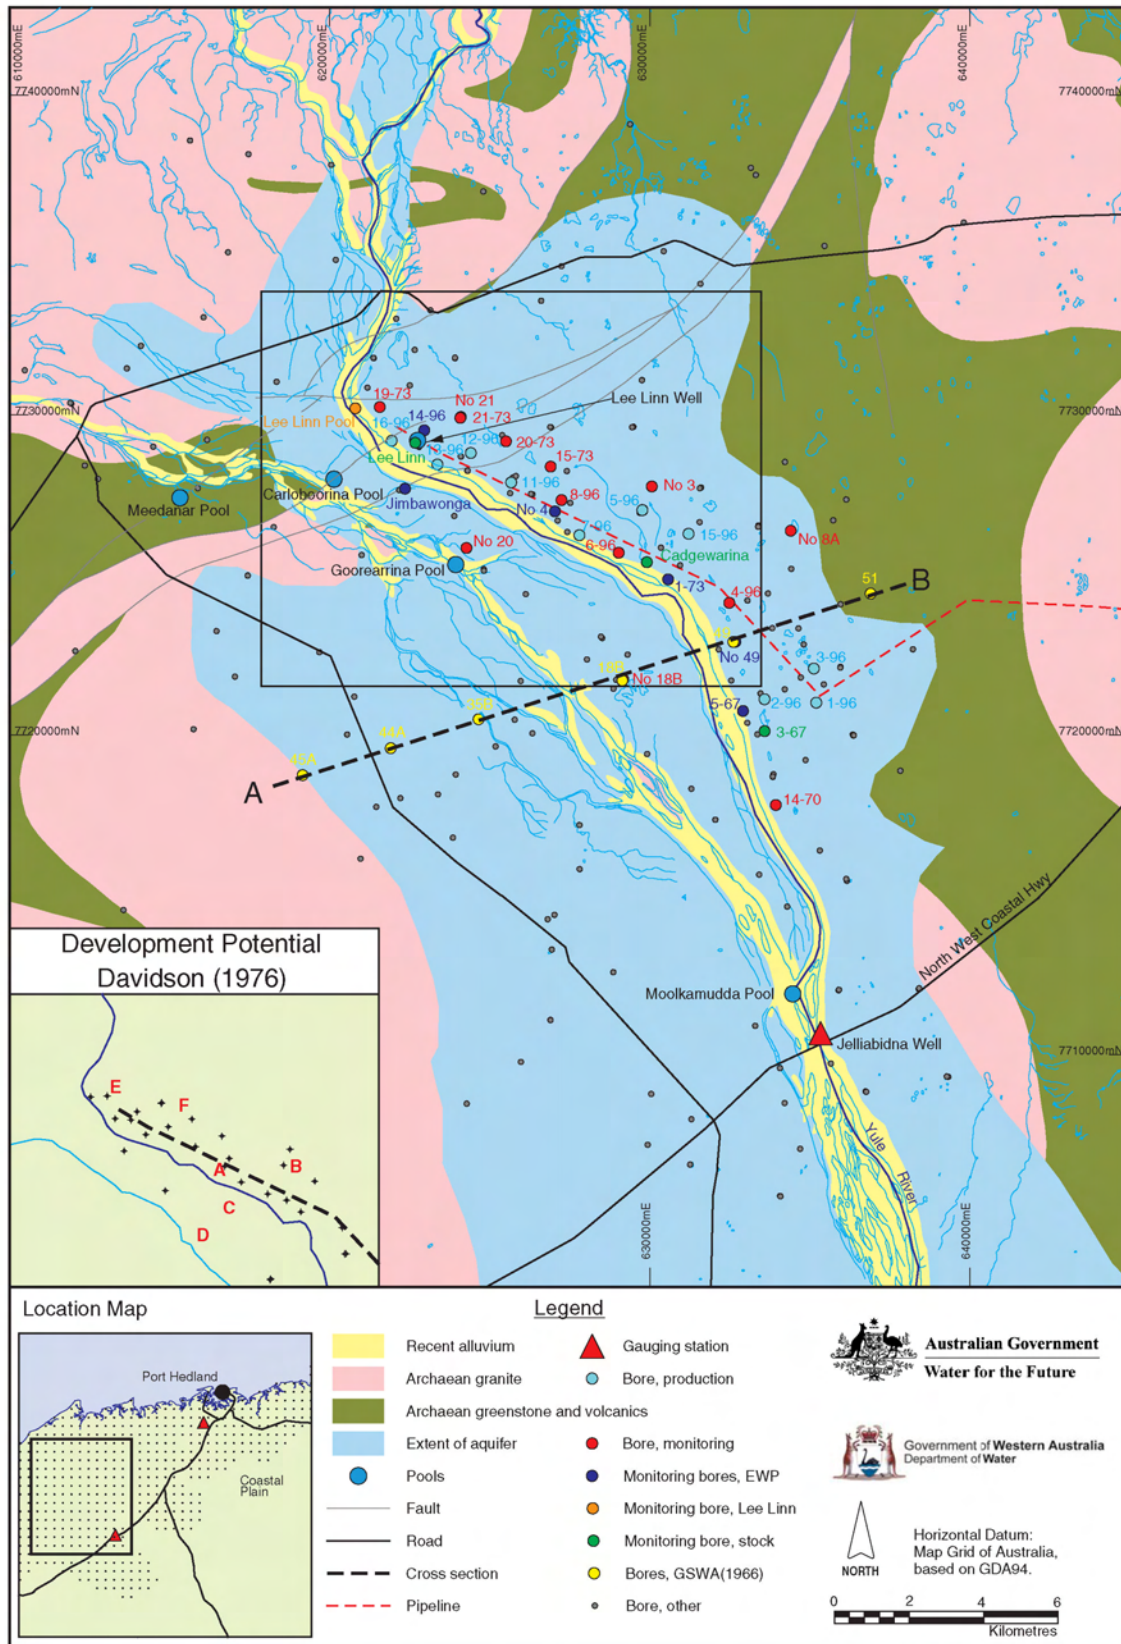 610000mE
620000mE
630000mE
640000mE
7740000mN
7740000mN
7730000mN
7730000mN
19-73
No 21
21-73
Lee Linn Well
Lee Linn Pool
14-96
16-96
12-96
20-73
13-96
Lee Linn
15-73
11-96
Carloboorina Pool
Jimbawonga
8-96
No 3
Meedanar Pool
No 4
5-96
No 8A
15-96
6-96
No 20
Cadgewarina
Goorearrina Pool
1-73
4-96
51
B
49
No 49
3-96
18B
No 18B
2-96
1-96
5-67
35B
3-67
7720000mN
7720000mN
44A
45A
A
14-70
North West Coastal Hwy
Moolkamudda Pool
Jelliabidna Well
7710000mN
Yule
River
630000mE
640000mE
Development Potential
Davidson (1976)
E
F
A
B
C
D
Location Map
Port Hedland
Coastal
Plain
Legend
Recent alluvium
Archaean granite
Archaean greenstone and volcanics
Extent of aquifer
Pools
Fault
Road
Cross section
Pipeline
Gauging station
Bore, production
Bore, monitoring
Monitoring bores, EWP
Monitoring bore, Lee Linn
Monitoring bore, stock
Bores, GSWA(1966)
Bore, other
Australian Government
Water for the Future
Government of Western Australia
Department of Water
NORTH
Horizontal Datum:
Map Grid of Australia,
based on GDA94.
0 2 4 6
Kilometres